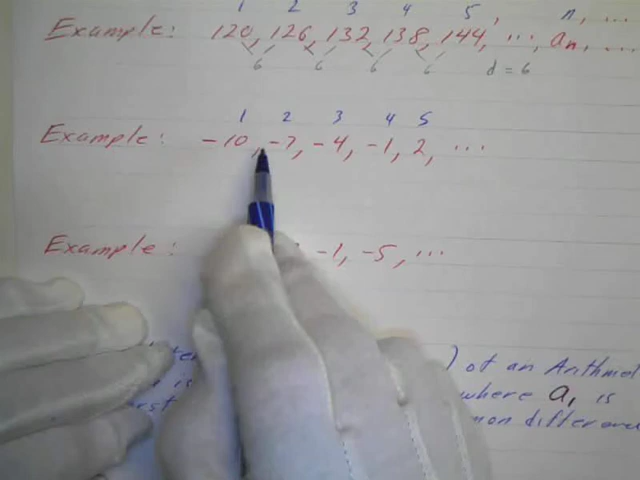 1 2 3 4 5, n, ...
Example: 120, 126, 132, 138, 144, ..., an, ...
6 6 6 6 d = 6
1 2 3 4 5
Example: -10, -7, -4, -1, 2, ...
Example: -1, -5, ...
) of an Arithmet
is where a1 is
mon differen